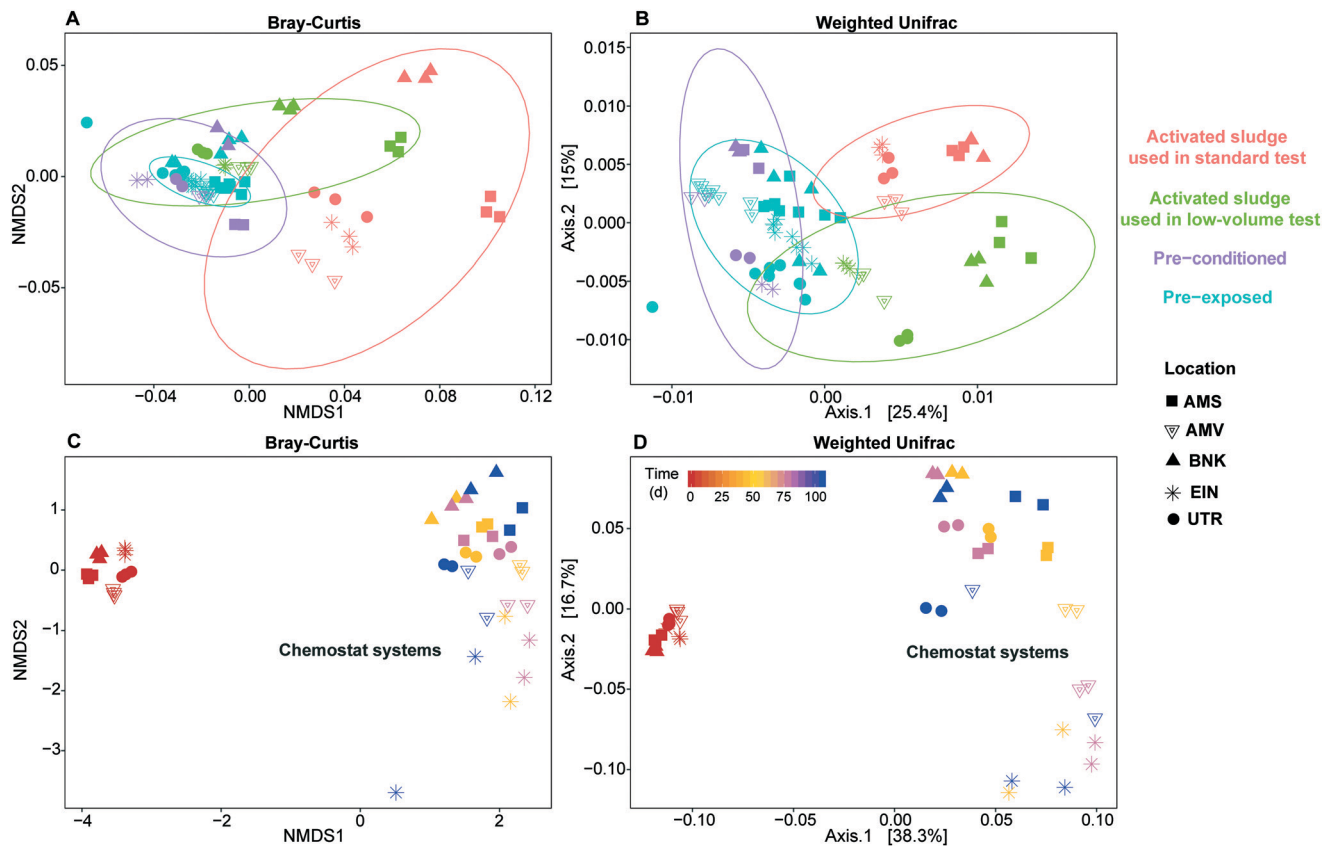 A
Bray-Curtis
0.05
0.00
−0.05
NMDS2
−0.04
0.00
0.04
0.08
0.12
NMDS1
B
Weighted Unifrac
0.015
0.010
0.005
0.000
−0.005
−0.010
Axis.2 [15%]
−0.01
0.00
0.01
Axis.1 [25.4%]
Activated sludge
used in standard test
Activated sludge
used in low-volume test
Pre−conditioned
Pre−exposed
Location
AMS
AMV
BNK
EIN
UTR
C
Bray-Curtis
1
0
−1
−2
−3
NMDS2
Chemostat systems
−4
−2
0
2
NMDS1
D
Weighted Unifrac
Time
(d)
0 25 50 75 100
0.05
0.00
−0.05
−0.10
Axis.2 [16.7%]
Chemostat systems
−0.10
−0.05
0.00
0.05
0.10
Axis.1 [38.3%]